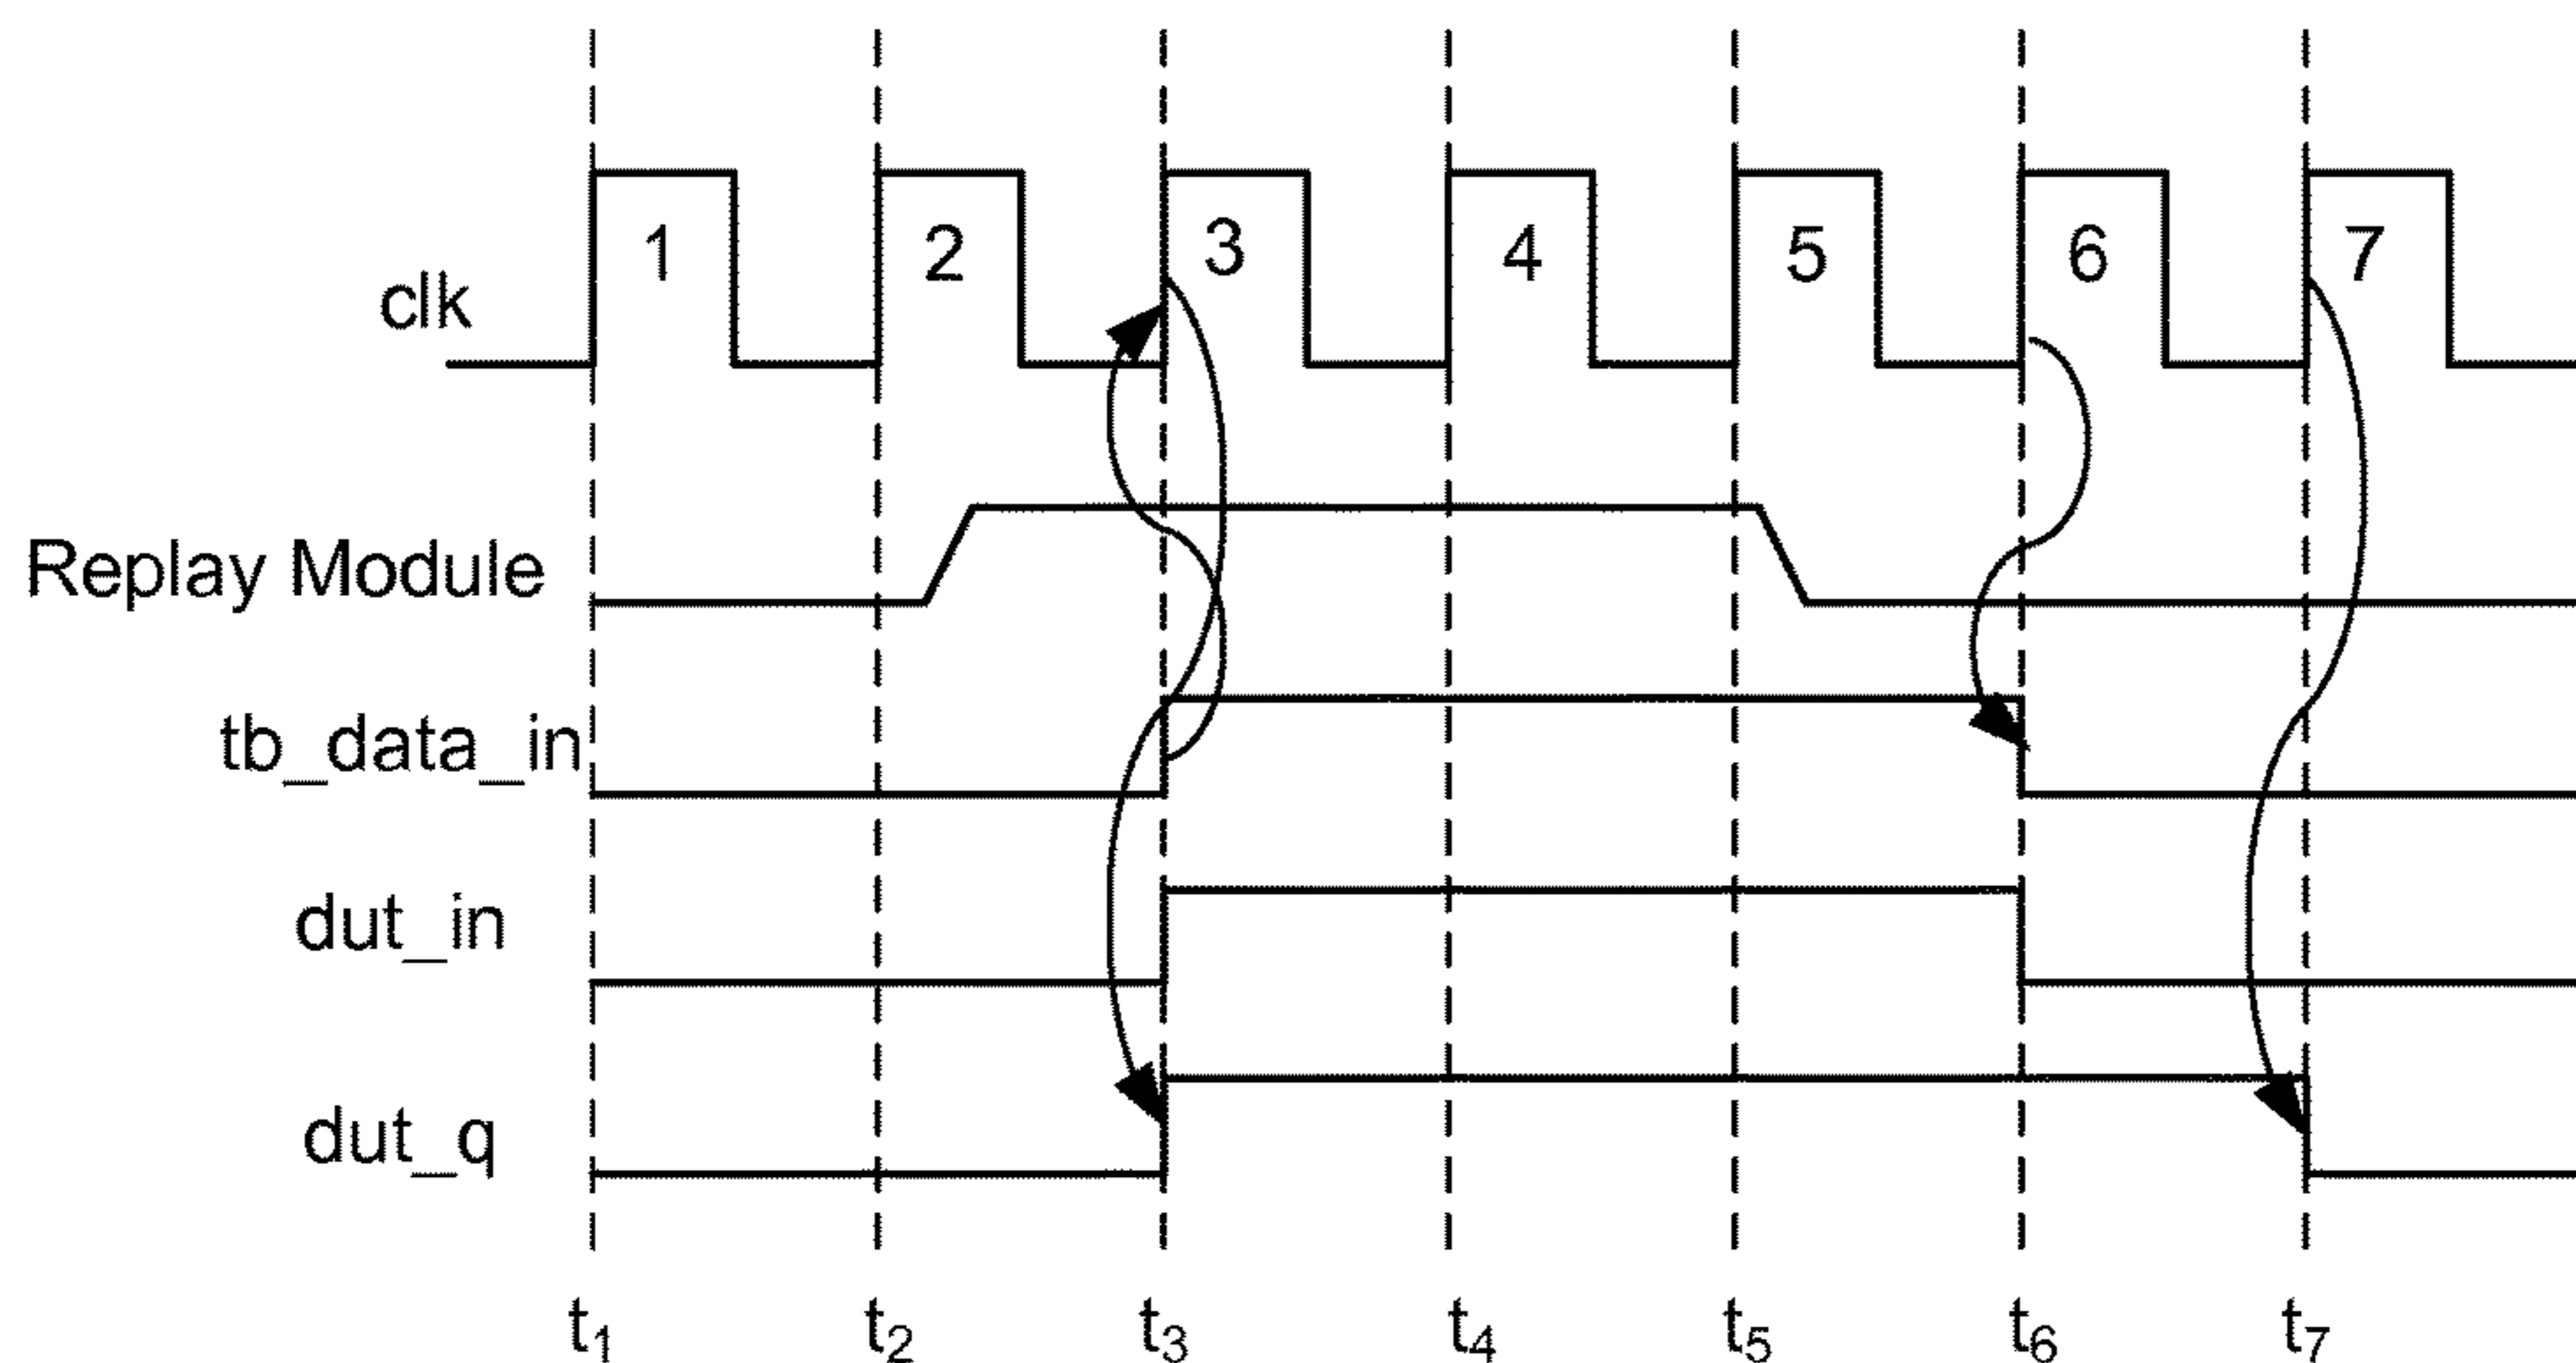 clk 1 2 3 4 5 6 7
Replay Module
tb_data_in
dut_in
dut_q
t1 t2 t3 t4 t5 t6 t7